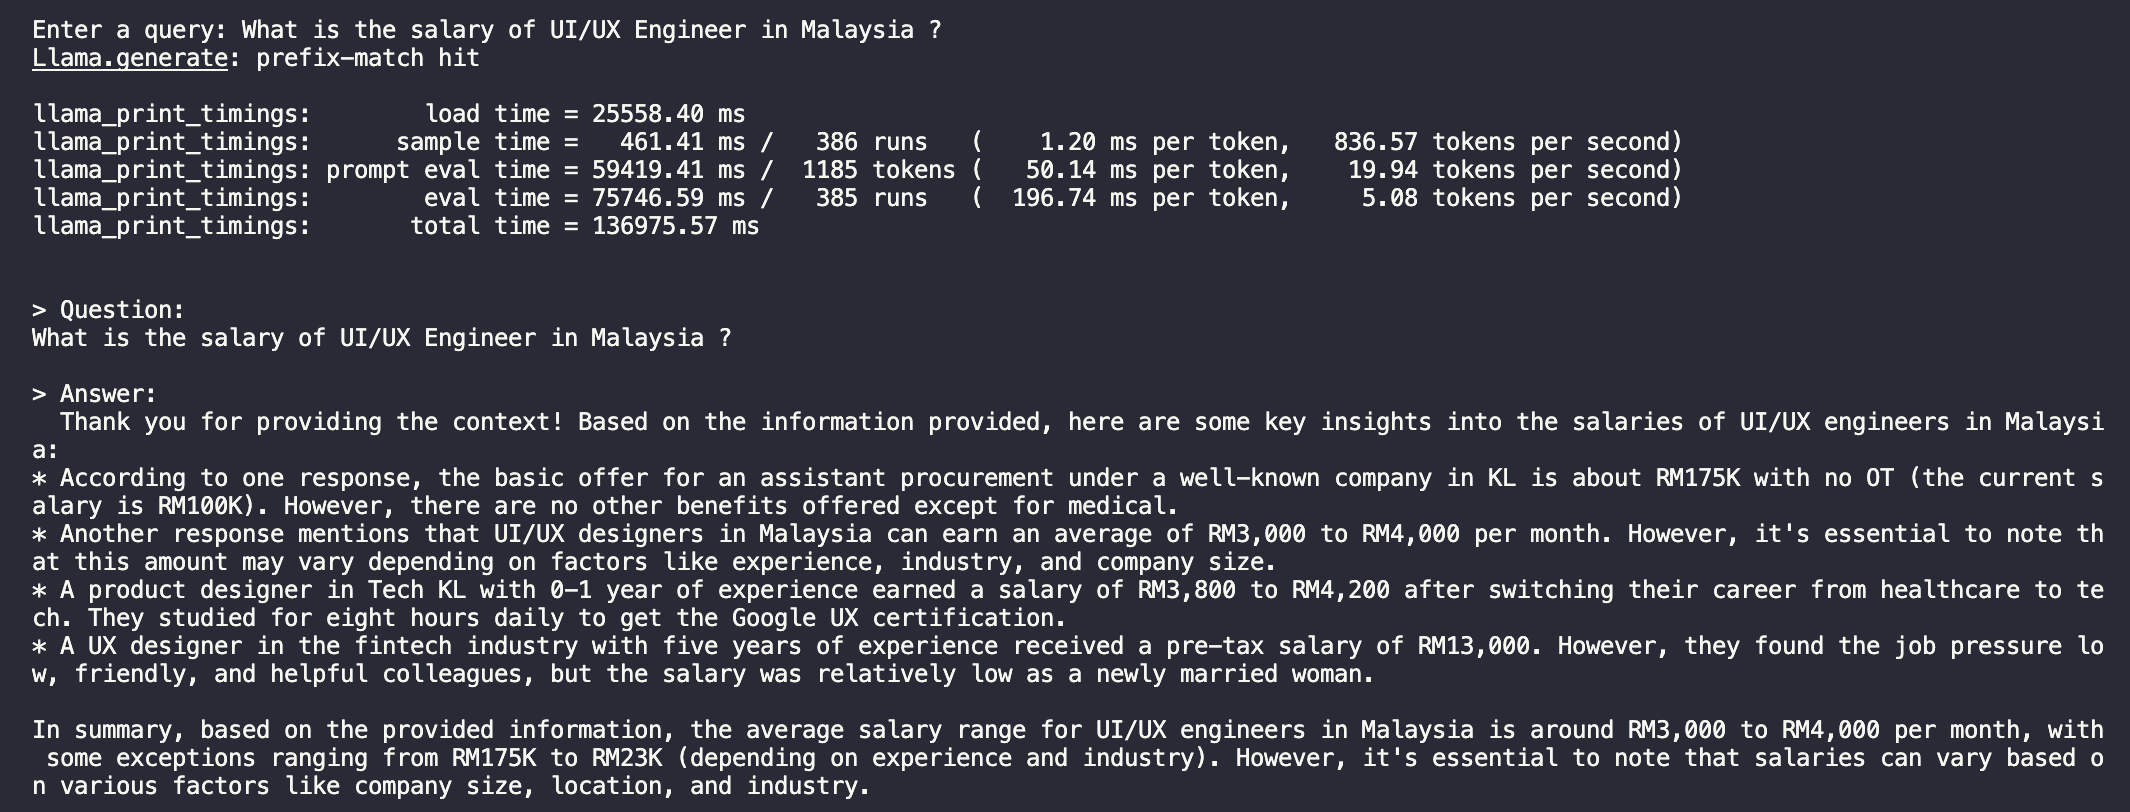 Enter a query: What is the salary of UI/UX Engineer in Malaysia ?
Llama.generate: prefix-match hit
llama_print_timings:        load time = 25558.40 ms
llama_print_timings:      sample time =   461.41 ms /   386 runs   (    1.20 ms per token,   836.57 tokens per second)
llama_print_timings: prompt eval time = 59419.41 ms /  1185 tokens (   50.14 ms per token,    19.94 tokens per second)
llama_print_timings:        eval time = 75746.59 ms /   385 runs   (  196.74 ms per token,     5.08 tokens per second)
llama_print_timings:       total time = 136975.57 ms
> Question:
What is the salary of UI/UX Engineer in Malaysia ?
> Answer:
  Thank you for providing the context! Based on the information provided, here are some key insights into the salaries of UI/UX engineers in Malaysi
a:
* According to one response, the basic offer for an assistant procurement under a well-known company in KL is about RM175K with no OT (the current s
alary is RM100K). However, there are no other benefits offered except for medical.
* Another response mentions that UI/UX designers in Malaysia can earn an average of RM3,000 to RM4,000 per month. However, it's essential to note th
at this amount may vary depending on factors like experience, industry, and company size.
* A product designer in Tech KL with 0-1 year of experience earned a salary of RM3,800 to RM4,200 after switching their career from healthcare to te
ch. They studied for eight hours daily to get the Google UX certification.
* A UX designer in the fintech industry with five years of experience received a pre-tax salary of RM13,000. However, they found the job pressure lo
w, friendly, and helpful colleagues, but the salary was relatively low as a newly married woman.
In summary, based on the provided information, the average salary range for UI/UX engineers in Malaysia is around RM3,000 to RM4,000 per month, with
 some exceptions ranging from RM175K to RM23K (depending on experience and industry). However, it's essential to note that salaries can vary based o
n various factors like company size, location, and industry.